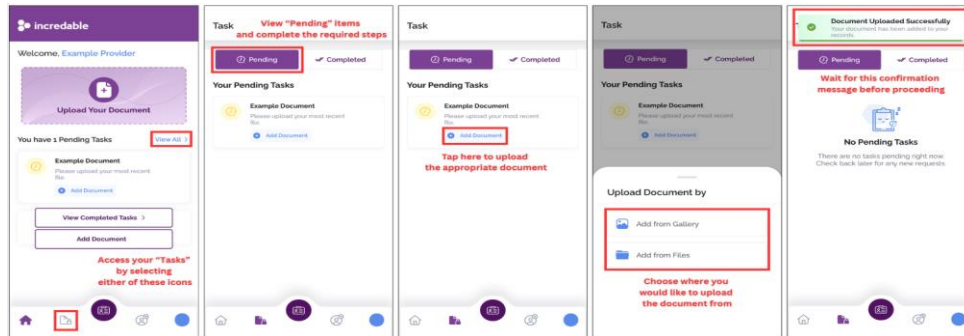 incredable
Welcome, Example Provider
Upload Your Document
You have 1 Pending Tasks
View All >
Example Document
Please upload your most recent
file.
Add Document
View Completed Tasks >
Add Document
Access your "Tasks"
by selecting
either of these icons
Task
View "Pending" items
and complete the required steps
Pending
Completed
Your Pending Tasks
Example Document
Please upload your most recent
file.
Add Document
Task
Pending
Completed
Your Pending Tasks
Example Document
Please upload your most recent
file.
Add Document
Tap here to upload
the appropriate document
Task
Pending
Completed
Your Pending Tasks
Example Document
Please upload your most recent
file.
Add Document
Upload Document by
Add from Gallery
Add from Files
Choose where you
would like to upload
the document from
Document Uploaded Successfully
Your document has been added to your
records.
Pending
Completed
Wait for this confirmation
message before proceeding
No Pending Tasks
There are no tasks pending right now.
Check back later for any new requests.